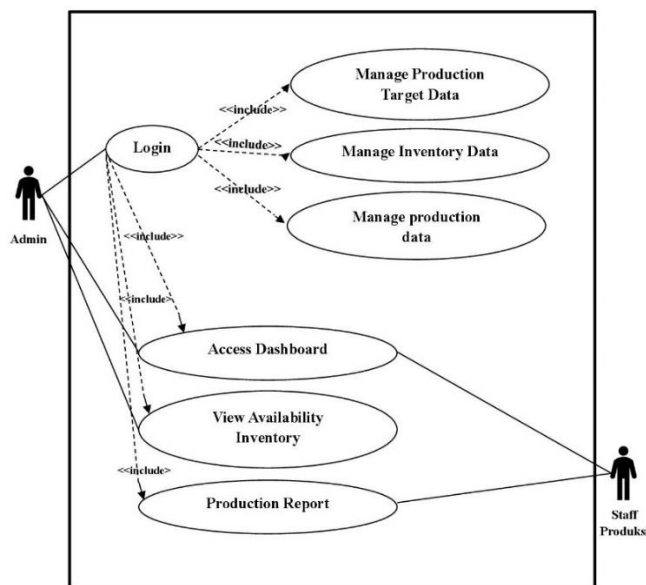 Manage Production
Target Data
<<include>>
Login
<<include>>
Manage Inventory Data
<<include>>
Manage production
data
Admin
<<include>>
<<include>
Access Dashboard
View Availability
Inventory
<<include>
Production Report
Staff
Produks